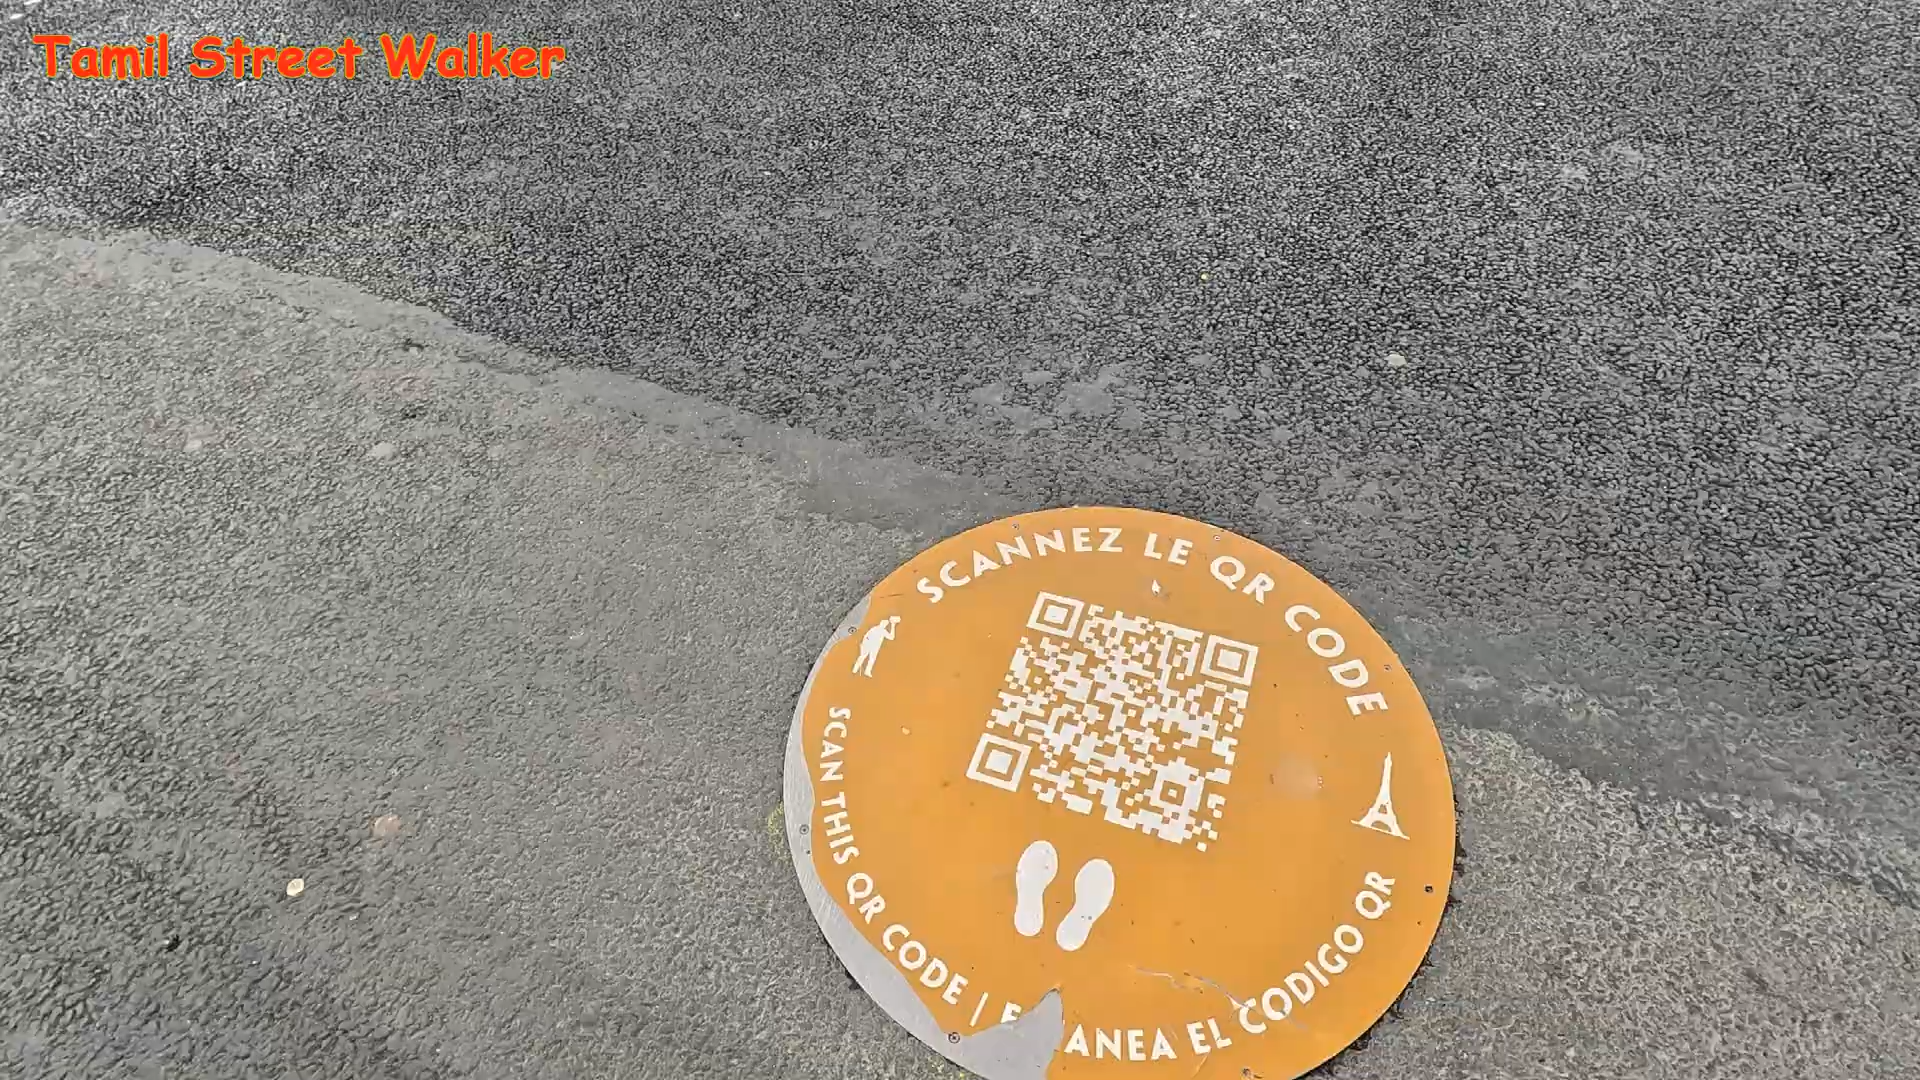 Tamil Street Walker
SCANNEZ LE QR CODE
SCAN THIS QR CODE | E ANEA EL CODIGO QR